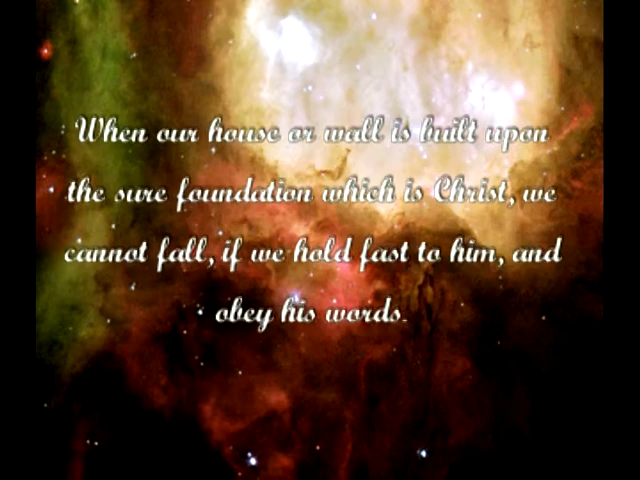 When our house or wall is built upon
the sure foundation which is Christ, we
cannot fall, if we hold fast to him, and
obey his words.